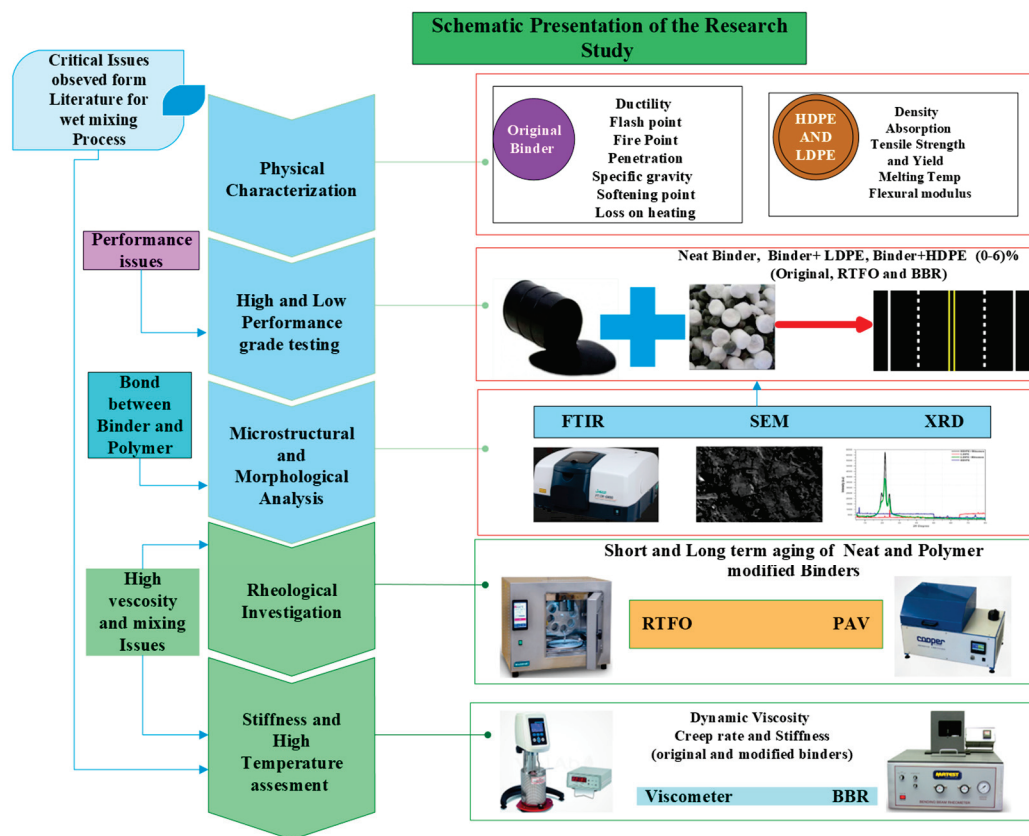 Schematic Presentation of the Research
Study
Critical Issues
obseved form
Literature for
wet mixing
Process
Physical
Characterization
Original
Binder
Ductility
Flash point
Fire Point
Penetration
Specific gravity
Softening point
Loss on heating
HDPE
AND
LDPE
Density
Absorption
Tensile Strength
and Yield
Melting Temp
Flexural modulus
Performance
issues
High and Low
Performance
grade testing
Neat Binder, Binder+ LDPE, Binder+HDPE (0-6)%
(Original, RTFO and BBR)
Bond
between
Binder and
Polymer
Microstructural
and
Morphological
Analysis
FTIR SEM XRD
High
vescosity
and mixing
Issues
Rheological
Investigation
Short and Long term aging of Neat and Polymer
modified Binders
RTFO PAV
cooper
Stiffness and
High
Temperature
assesment
Dynamic Viscosity
Creep rate and Stiffness
(original and modified binders)
Viscometer BBR
MATEST
BENDING BEAM RHEOMETER